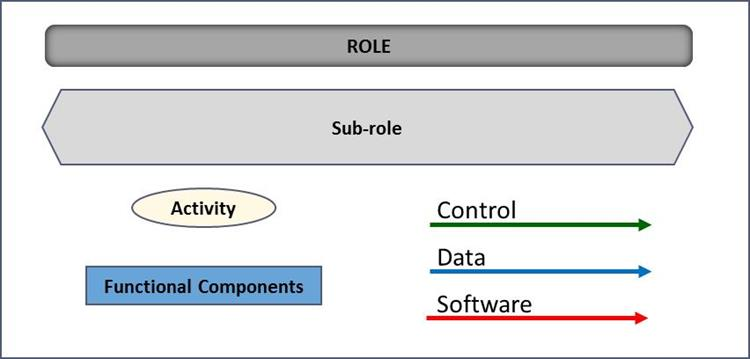 ROLE
Sub-role
Activity
Control
Data
Functional Components
Software